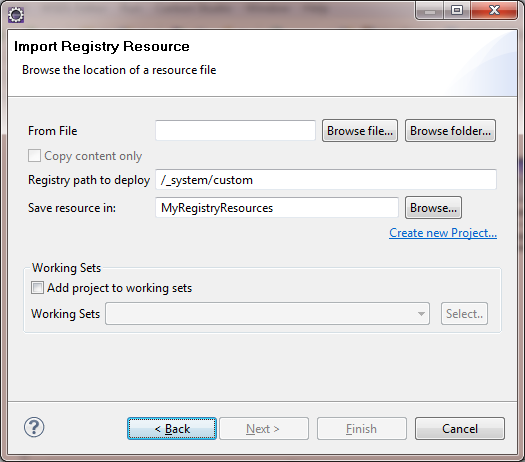 Import Registry Resource
Browse the location of a resource file
From File Browse file... Browse folder...
Copy content only
Registry path to deploy /_system/custom
Save resource in: MyRegistryResources Browse...
Create new Project...
Working Sets
Add project to working sets
Working Sets Select..
? < Back Next > Finish Cancel